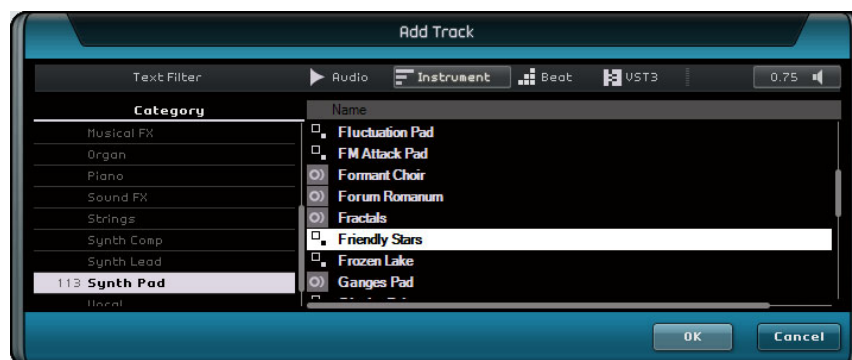 Add Track
Text Filter
Audio
Instrument
Beat
VST3
0.75
Category
Name
Musical FX
Organ
Piano
Sound FX
Strings
Synth Comp
Synth Lead
113 Synth Pad
Vocal
Fluctuation Pad
FM Attack Pad
Formant Choir
Forum Romanum
Fractals
Friendly Stars
Frozen Lake
Ganges Pad
OK
Cancel